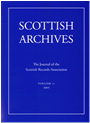 SCOTTISH
ARCHIVES
The Journal of the
Scottish Records Association